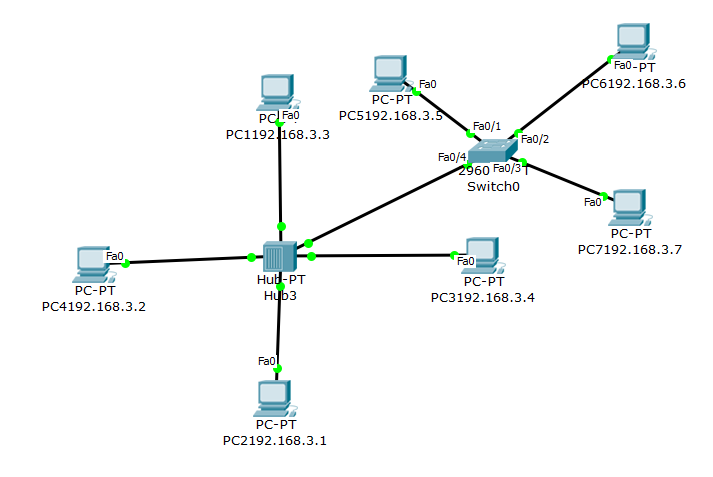 Fa0
PC-PT
PC6192.168.3.6
Fa0
PC-PT
PC5192.168.3.5
Fa0
PC1192.168.3.3
Fa0/1
Fa0/2
Fa0/4
Fa0/3
2960
Switch0
Fa0
PC-PT
PC7192.168.3.7
Fa0
PC-PT
PC4192.168.3.2
Hub-PT
Hub3
Fa0
PC-PT
PC3192.168.3.4
Fa0
PC-PT
PC2192.168.3.1